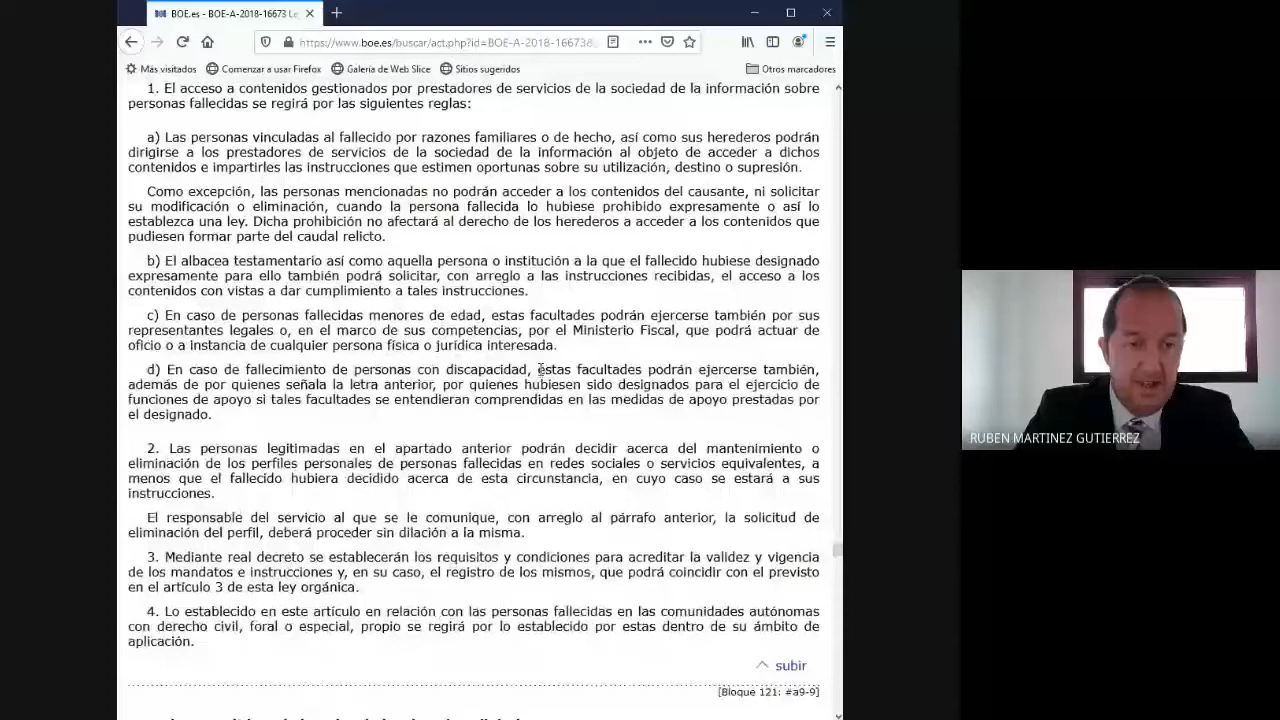 BOE.es - BOE-A-2018-16673 Le
https://www.boe.es/buscar/act.php?id=BOE-A-2018-16673&
Más visitados Comenzar a usar Firefox Galería de Web Slice Sitios sugeridos Otros marcadores
1. El acceso a contenidos gestionados por prestadores de servicios de la sociedad de la información sobre
personas fallecidas se regirá por las siguientes reglas:
a) Las personas vinculadas al fallecido por razones familiares o de hecho, así como sus herederos podrán
dirigirse a los prestadores de servicios de la sociedad de la información al objeto de acceder a dichos
contenidos e impartirles las instrucciones que estimen oportunas sobre su utilización, destino o supresión.
Como excepción, las personas mencionadas no podrán acceder a los contenidos del causante, ni solicitar
su modificación o eliminación, cuando la persona fallecida lo hubiese prohibido expresamente o así lo
establezca una ley. Dicha prohibición no afectará al derecho de los herederos a acceder a los contenidos que
pudiesen formar parte del caudal relicto.
b) El albacea testamentario así como aquella persona o institución a la que el fallecido hubiese designado
expresamente para ello también podrá solicitar, con arreglo a las instrucciones recibidas, el acceso a los
contenidos con vistas a dar cumplimiento a tales instrucciones.
c) En caso de personas fallecidas menores de edad, estas facultades podrán ejercerse también por sus
representantes legales o, en el marco de sus competencias, por el Ministerio Fiscal, que podrá actuar de
oficio o a instancia de cualquier persona física o jurídica interesada.
d) En caso de fallecimiento de personas con discapacidad, estas facultades podrán ejercerse también,
además de por quienes señala la letra anterior, por quienes hubiesen sido designados para el ejercicio de
funciones de apoyo si tales facultades se entendieran comprendidas en las medidas de apoyo prestadas por
el designado.
2. Las personas legitimadas en el apartado anterior podrán decidir acerca del mantenimiento o
eliminación de los perfiles personales de personas fallecidas en redes sociales o servicios equivalentes, a
menos que el fallecido hubiera decidido acerca de esta circunstancia, en cuyo caso se estará a sus
instrucciones.
El responsable del servicio al que se le comunique, con arreglo al párrafo anterior, la solicitud de
eliminación del perfil, deberá proceder sin dilación a la misma.
3. Mediante real decreto se establecerán los requisitos y condiciones para acreditar la validez y vigencia
de los mandatos e instrucciones y, en su caso, el registro de los mismos, que podrá coincidir con el previsto
en el artículo 3 de esta ley orgánica.
4. Lo establecido en este artículo en relación con las personas fallecidas en las comunidades autónomas
con derecho civil, foral o especial, propio se regirá por lo establecido por estas dentro de su ámbito de
aplicación.
subir
[Bloque 121: #a9-9]
RUBEN MARTINEZ GUTIERREZ